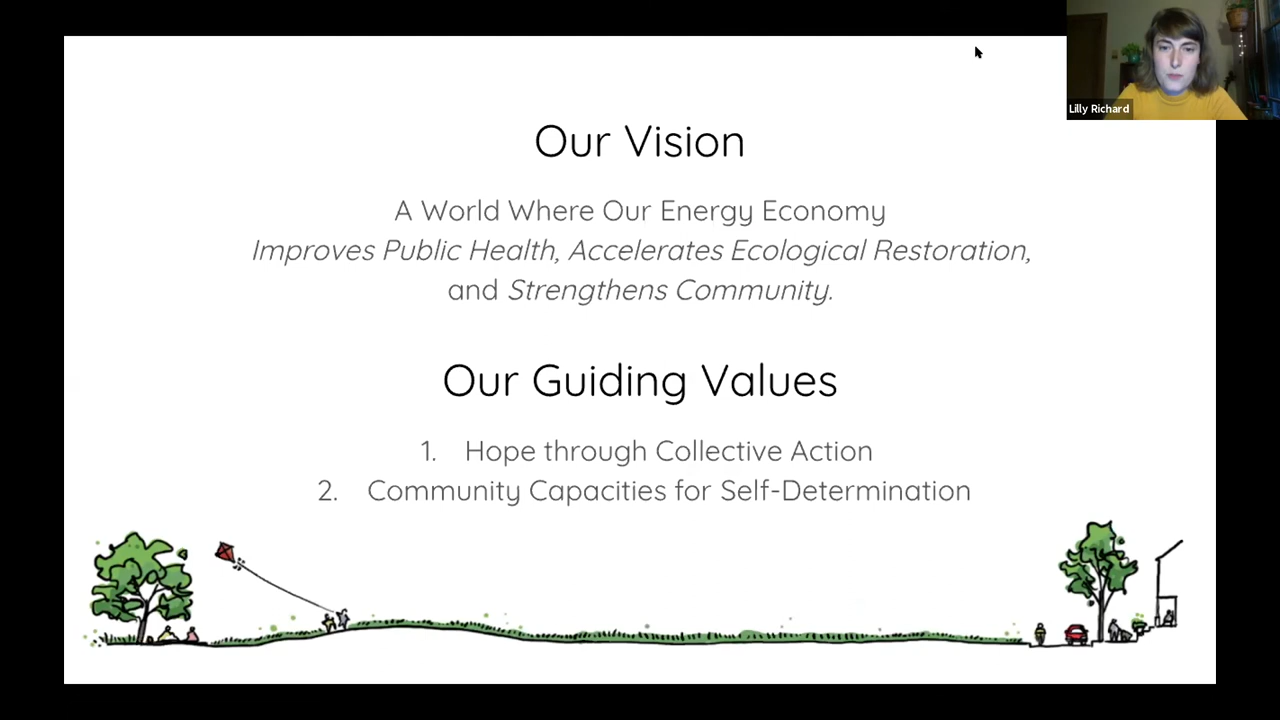 Lilly Richard
Our Vision
A World Where Our Energy Economy
Improves Public Health, Accelerates Ecological Restoration,
and Strengthens Community.
Our Guiding Values
1. Hope through Collective Action
2. Community Capacities for Self-Determination